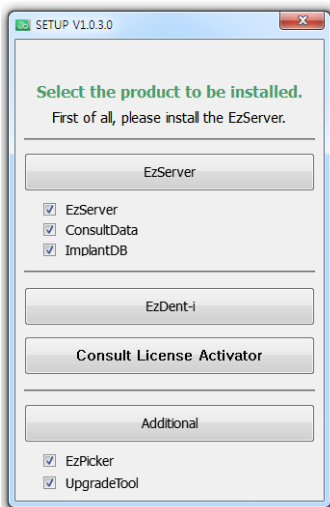 SETUP V1.0.3.0
Select the product to be installed.
First of all, please install the EzServer.
EzServer
EzServer
ConsultData
ImplantDB
EzDent-i
Consult License Activator
Additional
EzPicker
UpgradeTool